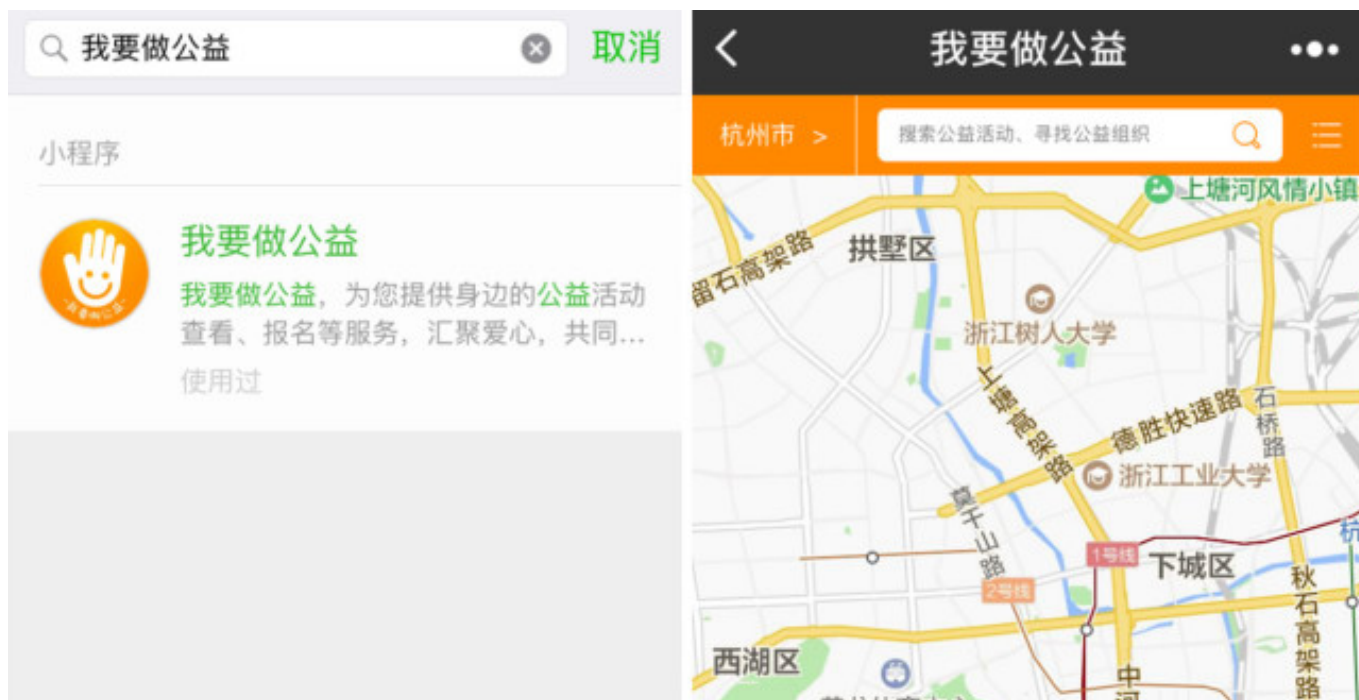 我要做公益
取消
小程序
我要做公益
我要做公益，为您提供身边的公益活动
查看、报名等服务，汇聚爱心，共同...
使用过
我要做公益
杭州市 >
搜索公益活动、寻找公益组织
上塘河风情小镇
留石高架路
拱墅区
浙江树人大学
上塘高架路
德胜快速路
石桥路
浙江工业大学
莫干山路
1号线
下城区
杭
2号线
秋石高架路
西湖区
中河